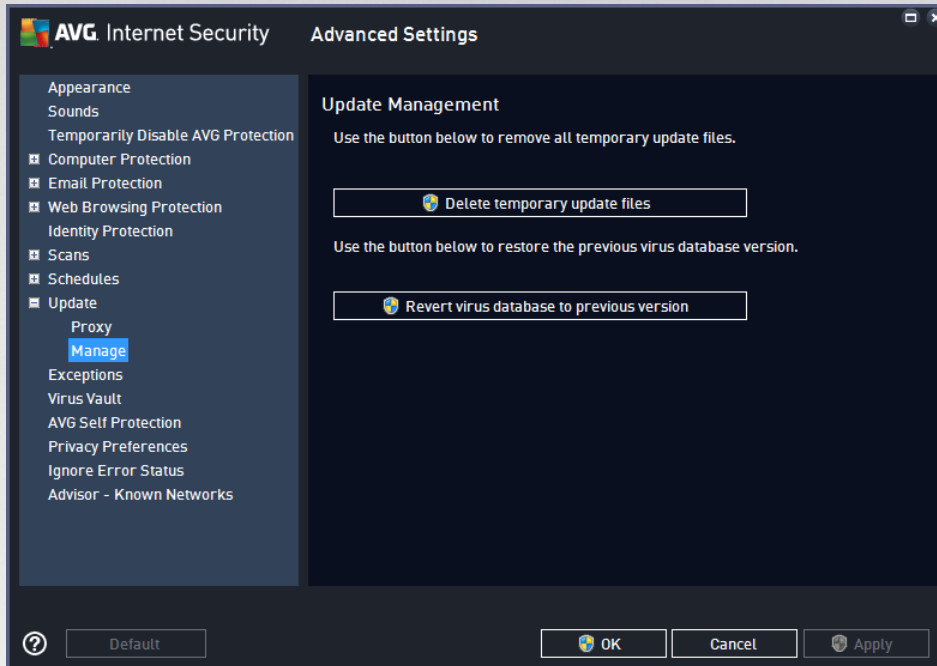 AVG Internet Security
Advanced Settings
Appearance
Sounds
Temporarily Disable AVG Protection
Computer Protection
Email Protection
Web Browsing Protection
Identity Protection
Scans
Schedules
Update
Proxy
Manage
Exceptions
Virus Vault
AVG Self Protection
Privacy Preferences
Ignore Error Status
Advisor - Known Networks
Update Management
Use the button below to remove all temporary update files.
Delete temporary update files
Use the button below to restore the previous virus database version.
Revert virus database to previous version
?
Default
OK
Cancel
Apply